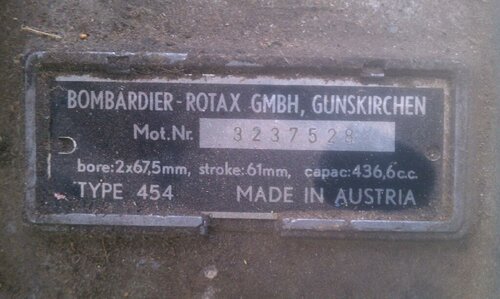 BOMBARDIER-ROTAX GMBH, GUNSKIRCHEN
Mot.Nr. 3237528
bore:2x67,5mm, stroke:61mm, capac:436,6c.c.
TYPE 454 MADE IN AUSTRIA